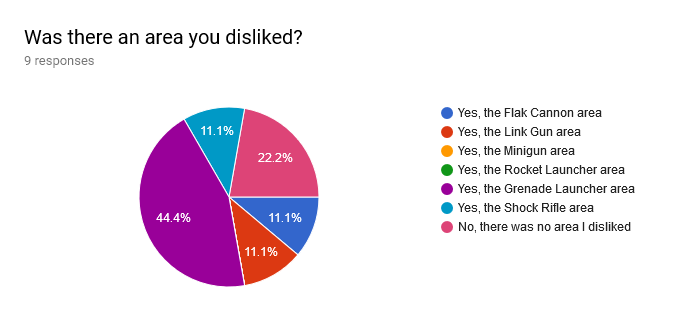 Was there an area you disliked?
9 responses
11.1%
22.2%
44.4%
11.1%
11.1%
Yes, the Flak Cannon area
Yes, the Link Gun area
Yes, the Minigun area
Yes, the Rocket Launcher area
Yes, the Grenade Launcher area
Yes, the Shock Rifle area
No, there was no area I disliked